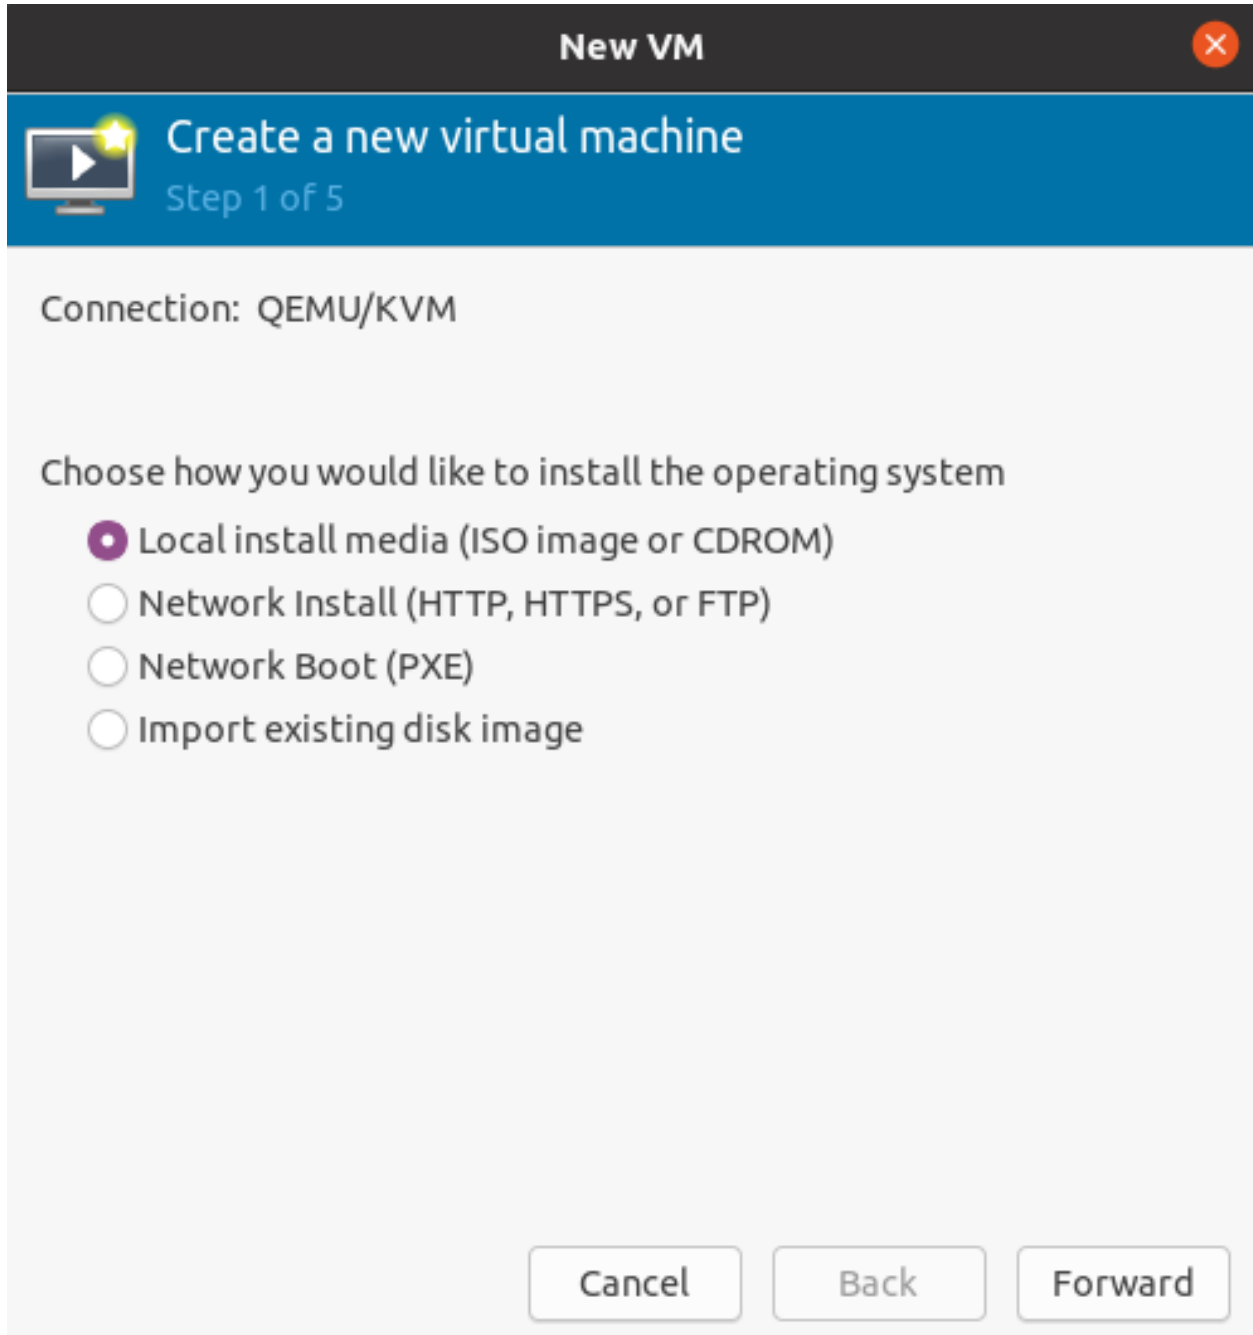 New VM
Create a new virtual machine
Step 1 of 5
Connection: QEMU/KVM
Choose how you would like to install the operating system
Local install media (ISO image or CDROM)
Network Install (HTTP, HTTPS, or FTP)
Network Boot (PXE)
Import existing disk image
Cancel Back Forward